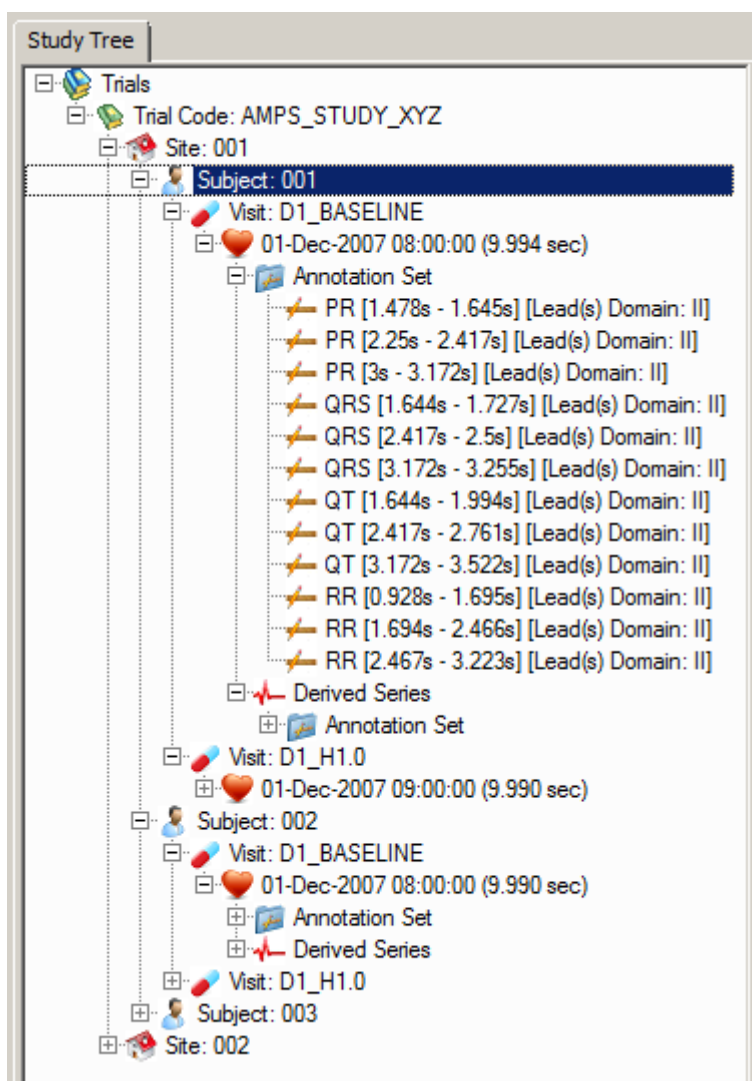 Study Tree
Trials
Trial Code: AMPS_STUDY_XYZ
Site: 001
Subject: 001
Visit: D1_BASELINE
01-Dec-2007 08:00:00 (9.994 sec)
Annotation Set
PR [1.478s - 1.645s] [Lead(s) Domain: II]
PR [2.25s - 2.417s] [Lead(s) Domain: II]
PR [3s - 3.172s] [Lead(s) Domain: II]
QRS [1.644s - 1.727s] [Lead(s) Domain: II]
QRS [2.417s - 2.5s] [Lead(s) Domain: II]
QRS [3.172s - 3.255s] [Lead(s) Domain: II]
QT [1.644s - 1.994s] [Lead(s) Domain: II]
QT [2.417s - 2.761s] [Lead(s) Domain: II]
QT [3.172s - 3.522s] [Lead(s) Domain: II]
RR [0.928s - 1.695s] [Lead(s) Domain: II]
RR [1.694s - 2.466s] [Lead(s) Domain: II]
RR [2.467s - 3.223s] [Lead(s) Domain: II]
Derived Series
Annotation Set
Visit: D1_H1.0
01-Dec-2007 09:00:00 (9.990 sec)
Subject: 002
Visit: D1_BASELINE
01-Dec-2007 08:00:00 (9.990 sec)
Annotation Set
Derived Series
Visit: D1_H1.0
Subject: 003
Site: 002